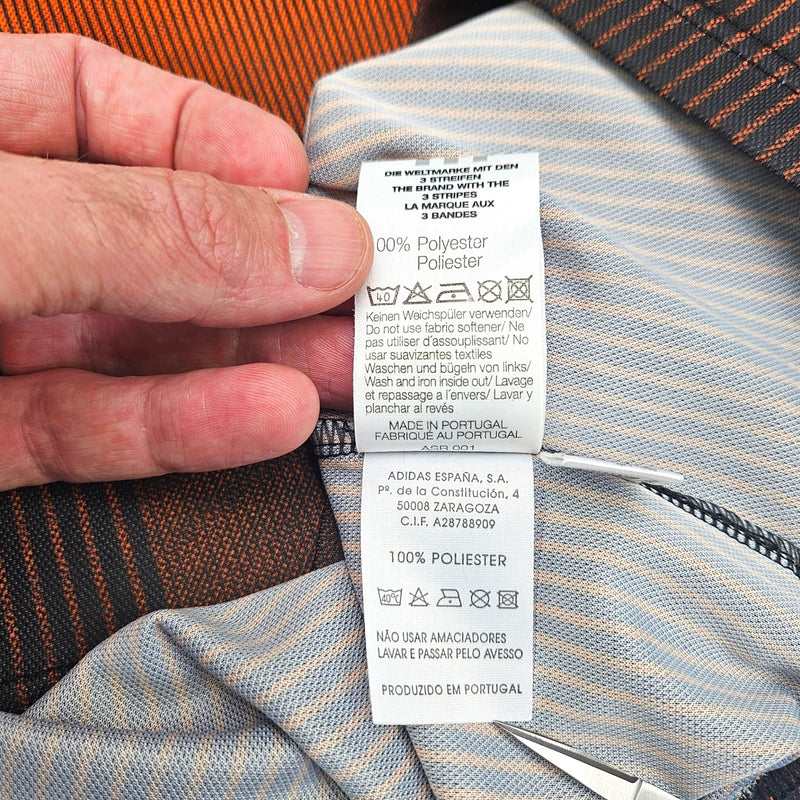 DIE WELTMARKE MIT DEN
3 STREIFEN
THE BRAND WITH THE
3 STRIPES
LA MARQUE AUX
3 BANDES
00% Polyester
Poliester
40
Keinen Weichspüler verwenden/
Do not use fabric softener/ Ne
pas utiliser d'assouplissant/ No
usar suavizantes textiles
Waschen und bügeln von links/
Wash and iron inside out/ Lavage
et repassage a l'envers/ Lavar y
planchar al revés
MADE IN PORTUGAL
FABRIQUÉ AU PORTUGAL
ASR 001
ADIDAS ESPAÑA, S.A.
Pº. de la Constitución, 4
50008 ZARAGOZA
C.I.F. A28788909
100% POLIESTER
40°C
NÃO USAR AMACIADORES
LAVAR E PASSAR PELO AVESSO
PRODUZIDO EM PORTUGAL